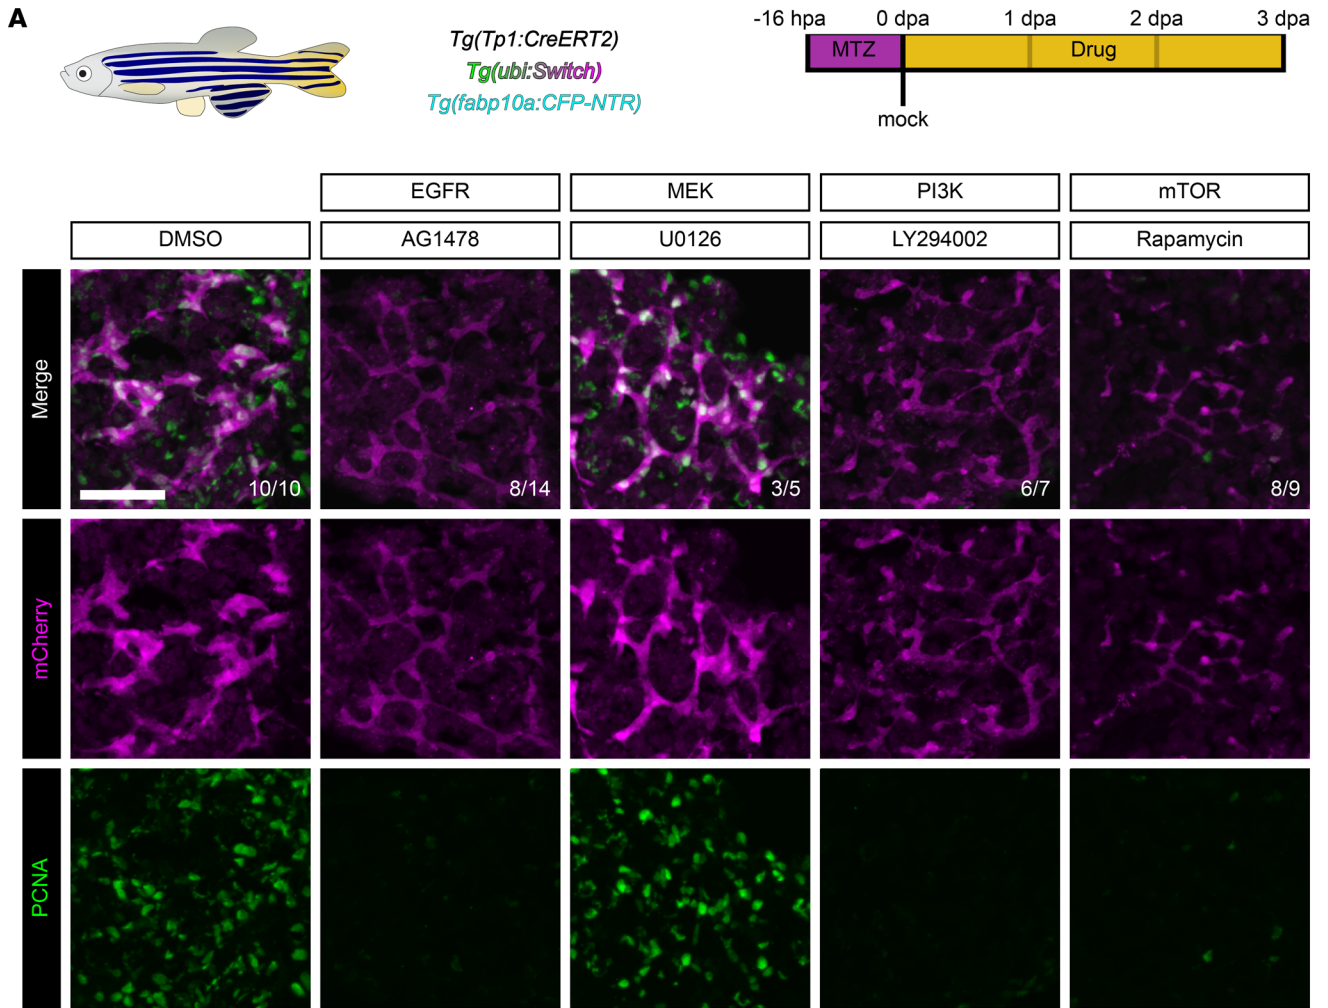 A
Tg(Tp1:CreERT2)
Tg(ubi:Switch)
Tg(fabp10a:CFP-NTR)
-16 hpa 0 dpa 1 dpa 2 dpa 3 dpa
MTZ Drug
mock
EGFR MEK PI3K mTOR
DMSO AG1478 U0126 LY294002 Rapamycin
Merge
10/10 8/14 3/5 6/7 8/9
mCherry
PCNA